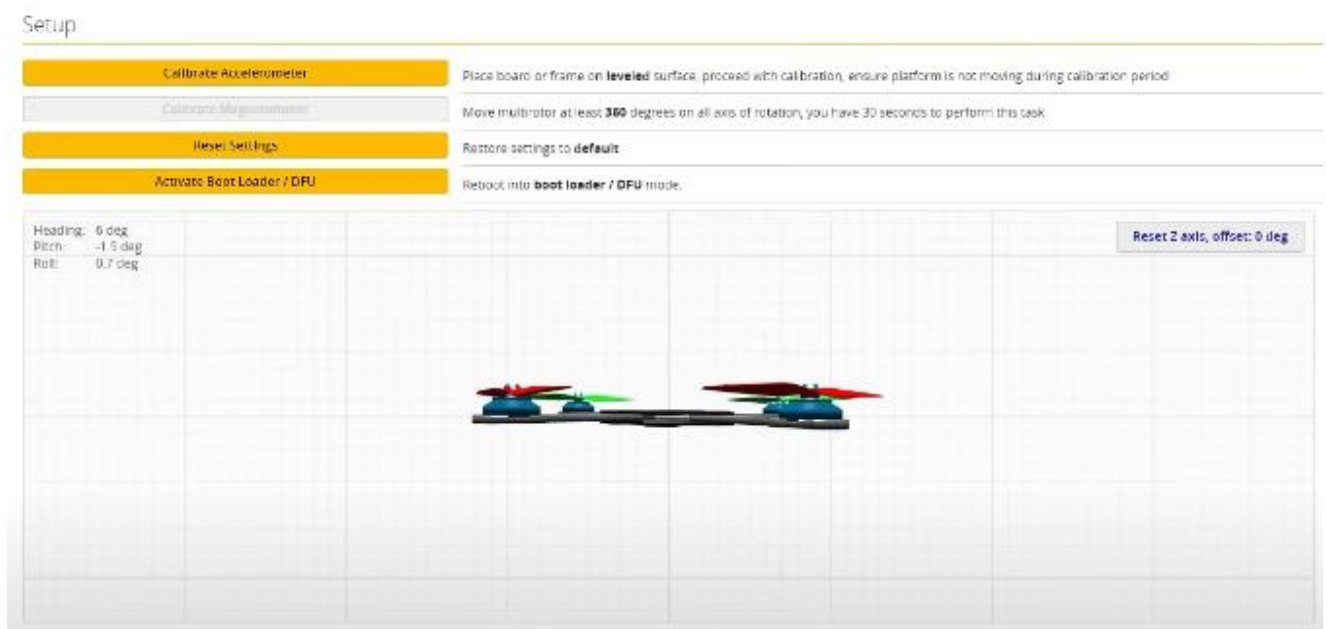 Setup
Calibrate Accelerometer
Place board or frame on leveled surface, proceed with calibration, ensure platform is not moving during calibration period
Calibrate Magnetometer
Move multirotor at least 360 degrees on all axis of rotation, you have 30 seconds to perform this task
Reset Settings
Restore settings to default
Activate Boot Loader / DFU
Reboot into boot loader / DFU mode.
Heading: 6 deg
Pitch: -1.5 deg
Roll: 0.7 deg
Reset Z axis, offset: 0 deg